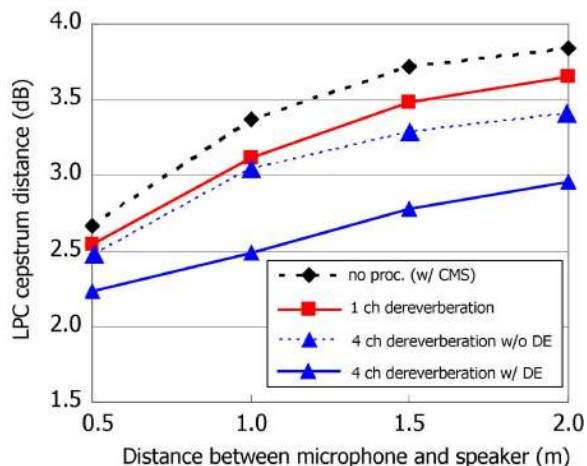 4.0
3.5
3.0
2.5
2.0
1.5
LPC cepstrum distance (dB)
no proc. (w/ CMS)
1 ch dereverberation
4 ch dereverberation w/o DE
4 ch dereverberation w/ DE
0.5 1.0 1.5 2.0
Distance between microphone and speaker (m)